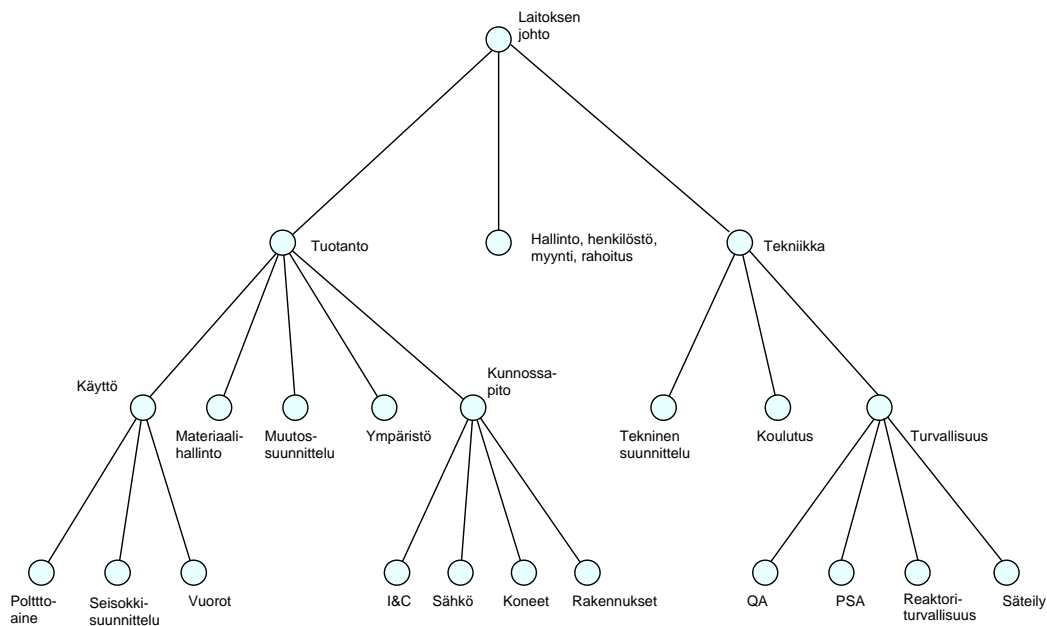 Laitoksen
johto
Tuotanto
Hallinto, henkilöstö,
myynti, rahoitus
Tekniikka
Käyttö
Materiaali-
hallinto
Muutos-
suunnittelu
Ympäristö
Kunnossa-
pito
Tekninen
suunnittelu
Koulutus
Turvallisuus
Polttto-
aine
Seisokki-
suunnittelu
Vuorot
I&C
Sähkö
Koneet
Rakennukset
QA
PSA
Reaktori-
turvallisuus
Säteily